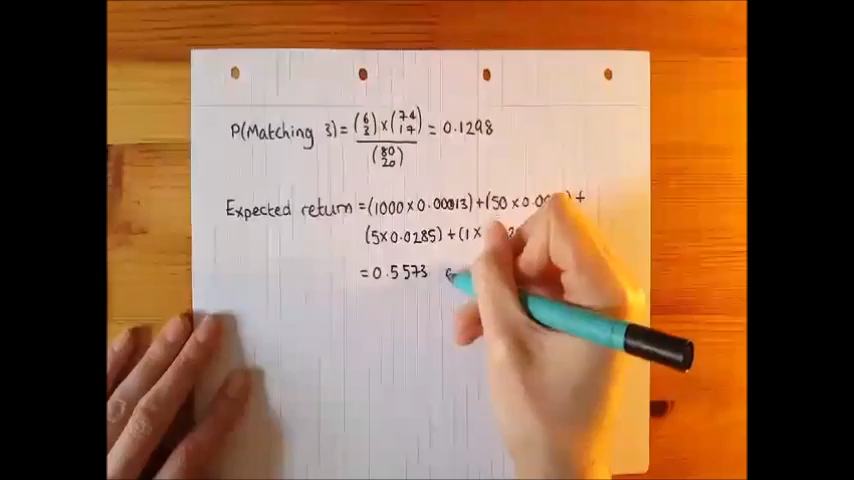 P(Matching 3) = (6 3) × (74 17) / (80 20) = 0.1298
Expected return = (1000 × 0.00013) + (50 × 0.00 ) +
(5 × 0.0285) + (1 ×
= 0.5573